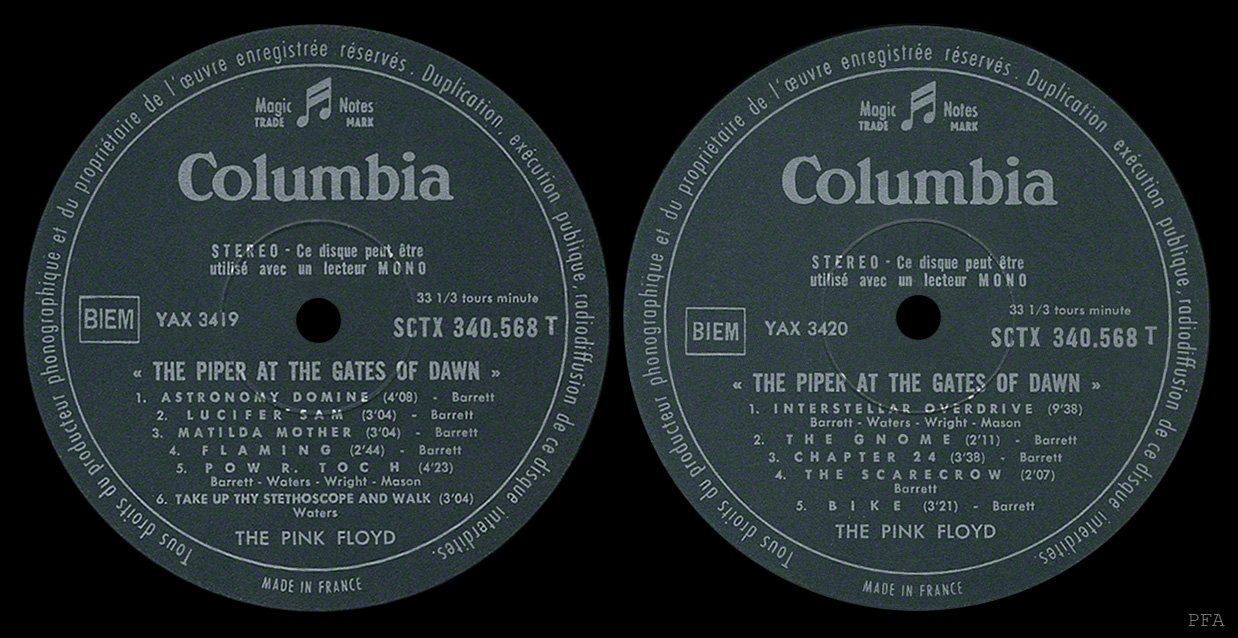 Tous droits du producteur phonographique et du propriétaire de l'œuvre enregistrée réservés. Duplication, exécution publique, radiodiffusion de ce disque interdites.
Magic Notes
TRADE MARK
Columbia
STEREO - Ce disque peut être
utilisé avec un lecteur MONO
33 1/3 tours minute
BIEM YAX 3419 SCTX 340.568 T
« THE PIPER AT THE GATES OF DAWN »
1. ASTRONOMY DOMINE (4'08) - Barrett
2. LUCIFER SAM (3'04) - Barrett
3. MATILDA MOTHER (3'04) - Barrett
4. FLAMING (2'44) - Barrett
5. POW R. TOC H (4'23)
Barrett - Waters - Wright - Mason
6. TAKE UP THY STETHOSCOPE AND WALK (3'04)
Waters
THE PINK FLOYD
MADE IN FRANCE
Tous droits du producteur phonographique et du propriétaire de l'œuvre enregistrée réservés. Duplication, exécution publique, radiodiffusion de ce disque interdites.
Magic Notes
TRADE MARK
Columbia
STEREO - Ce disque peut être
utilisé avec un lecteur MONO
33 1/3 tours minute
BIEM YAX 3420 SCTX 340.568 T
« THE PIPER AT THE GATES OF DAWN »
1. INTERSTELLAR OVERDRIVE (9'38)
Barrett - Waters - Wright - Mason
2. THE GNOME (2'11) - Barrett
3. CHAPTER 24 (3'38) - Barrett
4. THE SCARECROW (2'07)
Barrett
5. BIKE (3'21) - Barrett
THE PINK FLOYD
MADE IN FRANCE
PFA